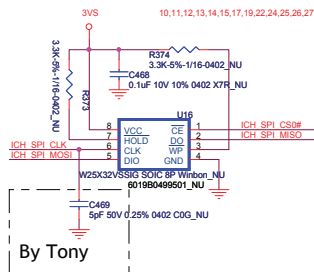 3VS
10,11,12,13,14,15,17,19,22,24,25,26,27
R374
3.3K-5%-1/16-0402_NU
3.3K-5%-1/16-0402_NU
R373
C468
0.1uF 10V 10% 0402 X7R_NU
U16
8 VCC CE 1 ICH_SPI_CS0#
7 HOLD DO 2 ICH_SPI_MISO
ICH_SPI_CLK 6 CLK WP 3
ICH_SPI_MOSI 5 DIO GND 4
W25X32VSSIG SOIC 8P Winbon_NU
6019B0499501_NU
C469
5pF 50V 0.25% 0402 C0G_NU
By Tony